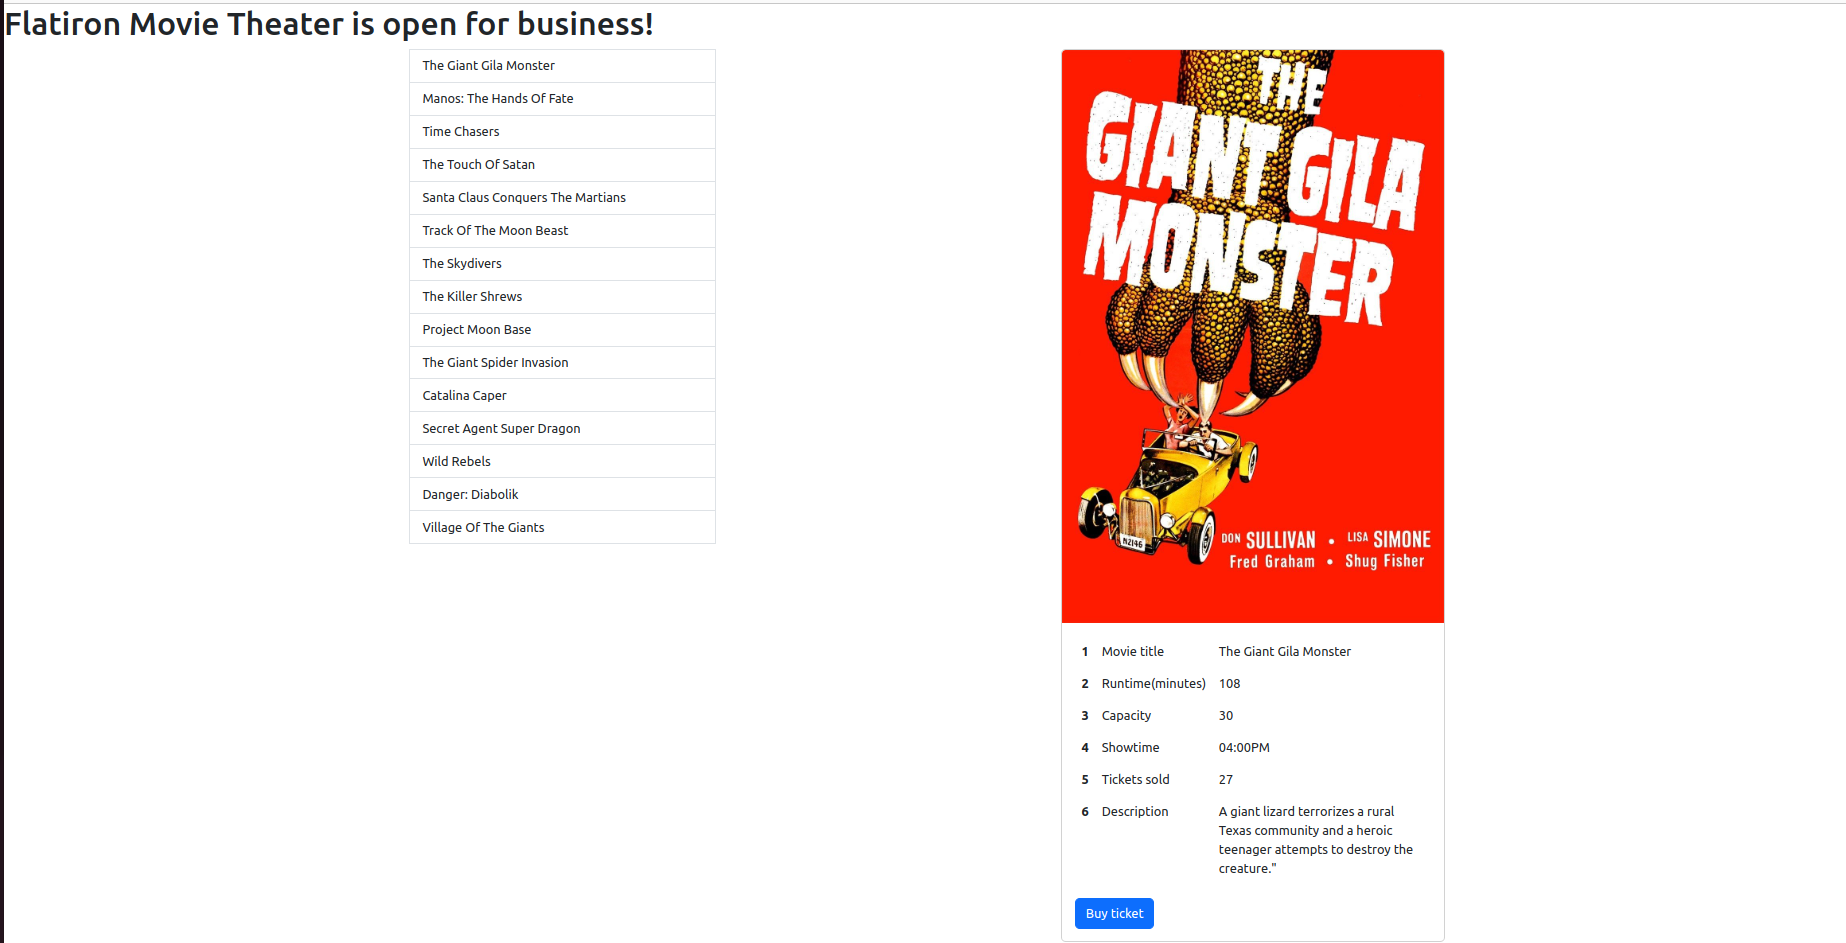 Flatiron Movie Theater is open for business!
The Giant Gila Monster
Manos: The Hands Of Fate
Time Chasers
The Touch Of Satan
Santa Claus Conquers The Martians
Track Of The Moon Beast
The Skydivers
The Killer Shrews
Project Moon Base
The Giant Spider Invasion
Catalina Caper
Secret Agent Super Dragon
Wild Rebels
Danger: Diabolik
Village Of The Giants
THE
GIANT GILA
MONSTER
N2146
DON SULLIVAN • LISA SIMONE
Fred Graham • Shug Fisher
1 Movie title The Giant Gila Monster
2 Runtime(minutes) 108
3 Capacity 30
4 Showtime 04:00PM
5 Tickets sold 27
6 Description A giant lizard terrorizes a rural
Texas community and a heroic
teenager attempts to destroy the
creature."
Buy ticket